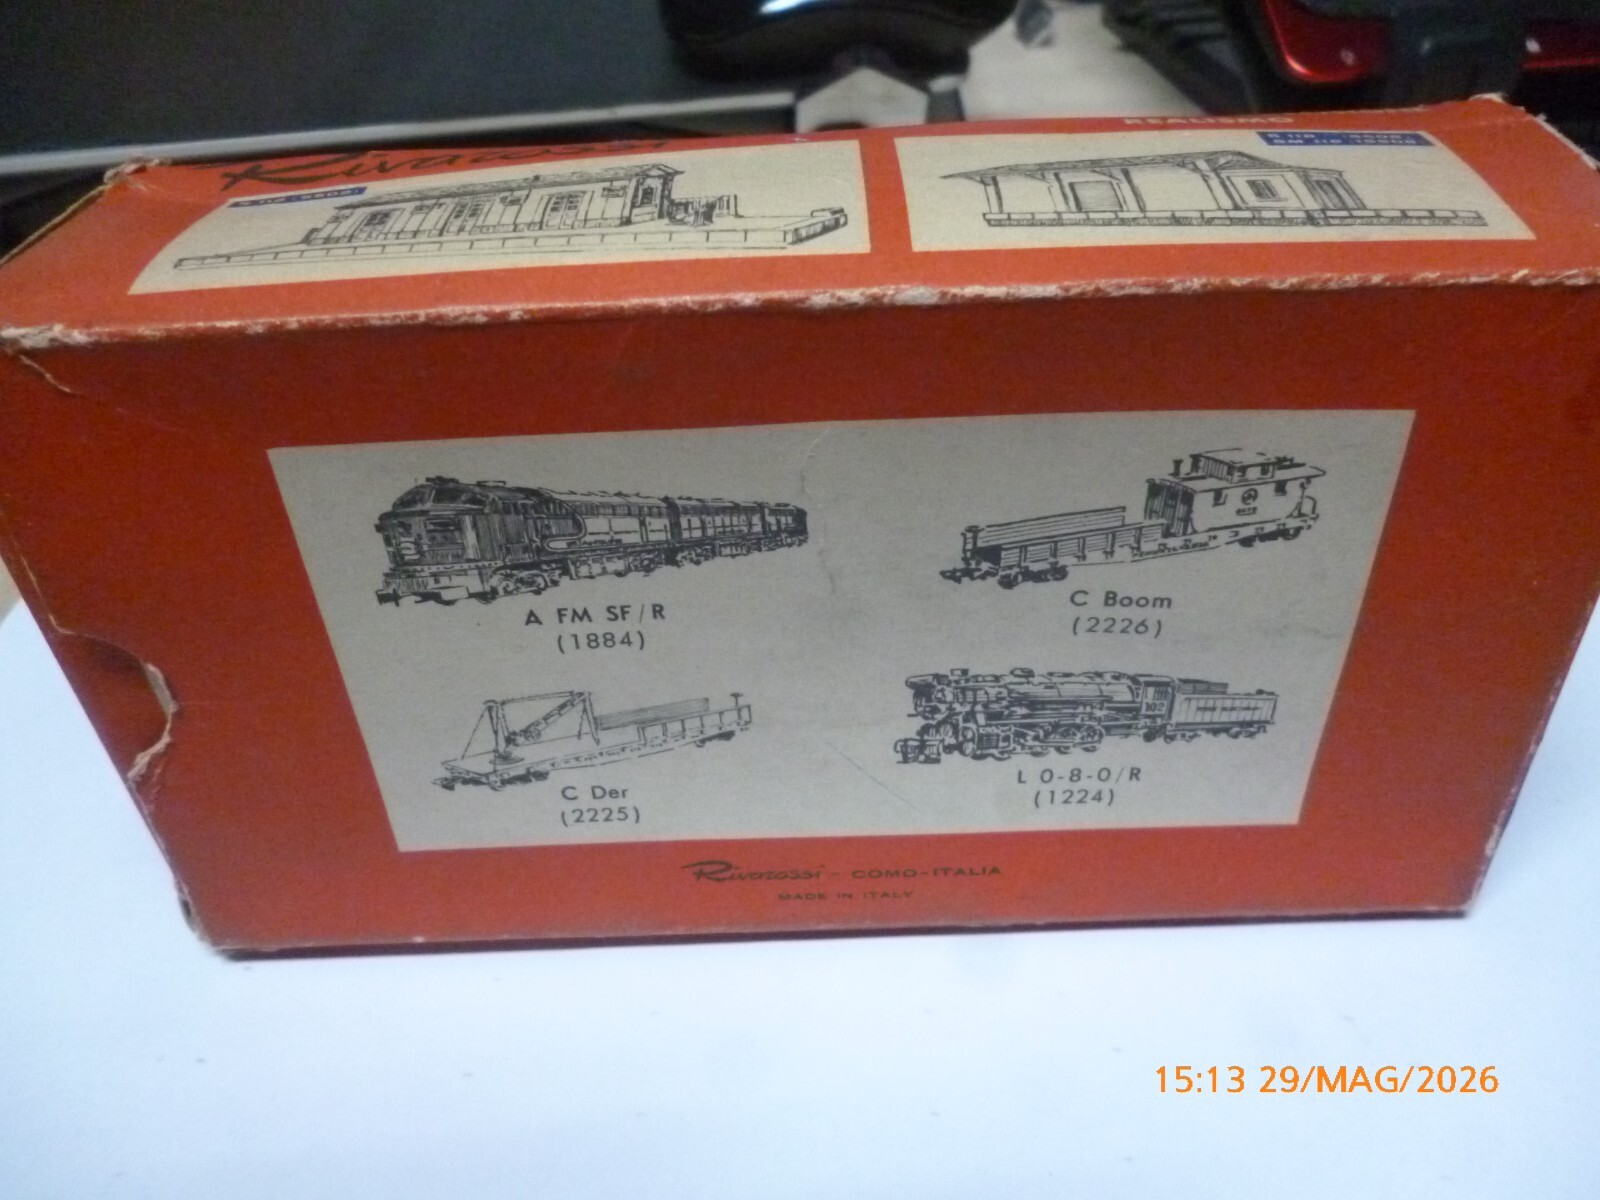 Rivarossi
REALISMO
A FM SF/R
(1884)
C Boom
(2226)
C Der
(2225)
102
L 0-8-0/R
(1224)
Rivarossi - COMO-ITALIA
MADE IN ITALY
15:13 29/MAG/2026